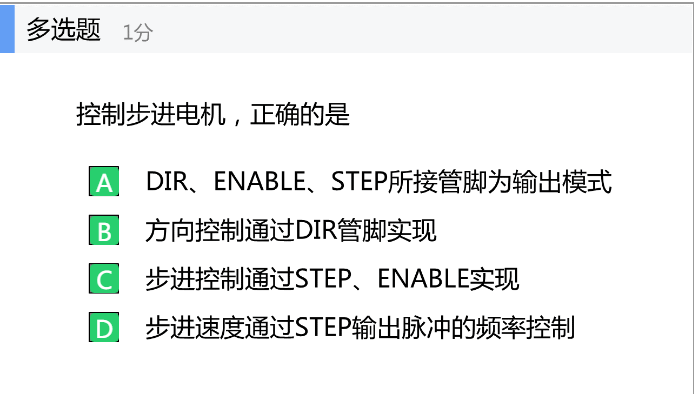 多选题 1分
控制步进电机，正确的是
A DIR、ENABLE、STEP所接管脚为输出模式
B 方向控制通过DIR管脚实现
C 步进控制通过STEP、ENABLE实现
D 步进速度通过STEP输出脉冲的频率控制